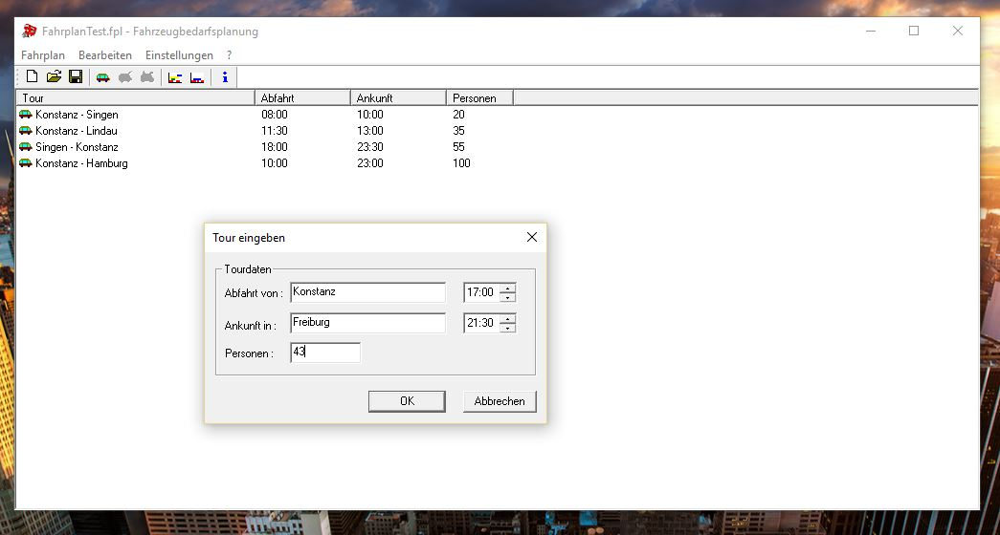 FahrplanTest.fpl - Fahrzeugbedarfsplanung
Fahrplan Bearbeiten Einstellungen ?
Tour Abfahrt Ankunft Personen
Konstanz - Singen 08:00 10:00 20
Konstanz - Lindau 11:30 13:00 35
Singen - Konstanz 18:00 23:30 55
Konstanz - Hamburg 10:00 23:00 100
Tour eingeben
Tourdaten
Abfahrt von : Konstanz 17:00
Ankunft in : Freiburg 21:30
Personen : 43
OK Abbrechen